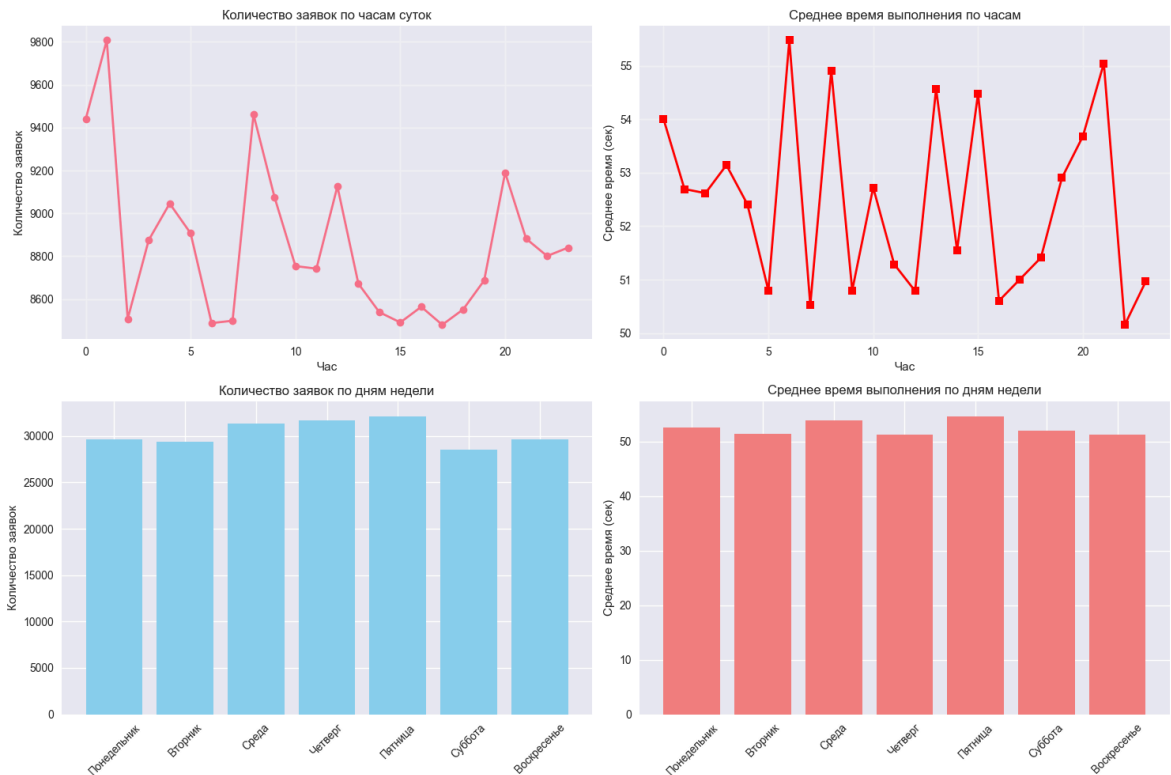 Количество заявок по часам суток
Количество заявок
9800
9600
9400
9200
9000
8800
8600
0
5
10
15
20
Час
Среднее время выполнения по часам
Среднее время (сек)
55
54
53
52
51
50
0
5
10
15
20
Час
Количество заявок по дням недели
Количество заявок
30000
25000
20000
15000
10000
5000
0
Понедельник
Вторник
Среда
Четверг
Пятница
Суббота
Воскресенье
Среднее время выполнения по дням недели
Среднее время (сек)
50
40
30
20
10
0
Понедельник
Вторник
Среда
Четверг
Пятница
Суббота
Воскресенье